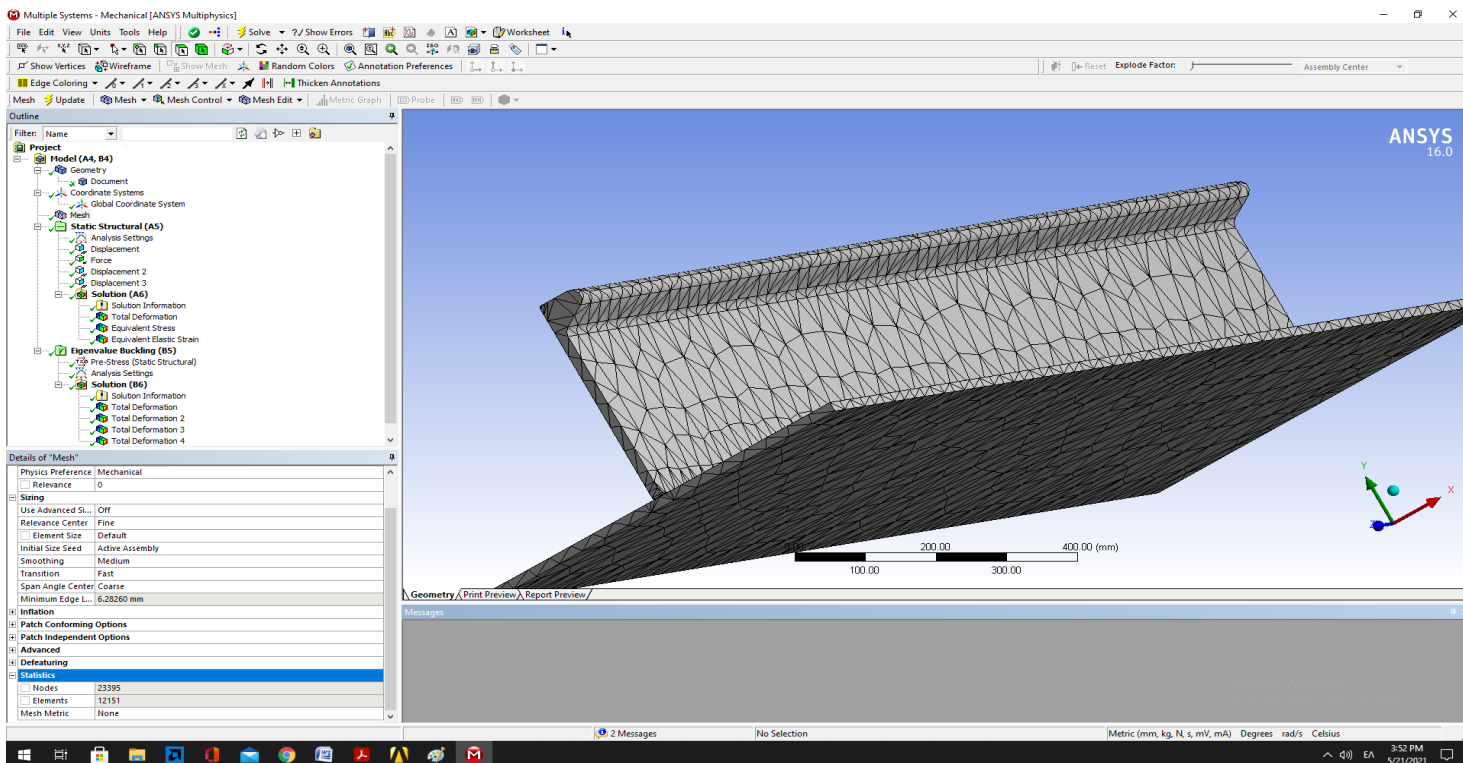 Multiple Systems - Mechanical [ANSYS Multiphysics]
File Edit View Units Tools Help Solve ?/ Show Errors Worksheet
Show Vertices Wireframe Show Mesh Random Colors Annotation Preferences Reset Explode Factor: Assembly Center
Edge Coloring Thicken Annotations
Mesh Update Mesh Mesh Control Mesh Edit Metric Graph Probe
Outline
Filter: Name
Project
Model (A4, B4)
Geometry
Document
Coordinate Systems
Global Coordinate System
Mesh
Static Structural (A5)
Analysis Settings
Displacement
Force
Displacement 2
Displacement 3
Solution (A6)
Solution Information
Total Deformation
Equivalent Stress
Equivalent Elastic Strain
Eigenvalue Buckling (B5)
Pre-Stress (Static Structural)
Analysis Settings
Solution (B6)
Solution Information
Total Deformation
Total Deformation 2
Total Deformation 3
Total Deformation 4
Details of "Mesh"
Physics Preference Mechanical
Relevance 0
Sizing
Use Advanced Si... Off
Relevance Center Fine
Element Size Default
Initial Size Seed Active Assembly
Smoothing Medium
Transition Fast
Span Angle Center Coarse
Minimum Edge L... 6.28260 mm
Inflation
Patch Conforming Options
Patch Independent Options
Advanced
Defeaturing
Statistics
Nodes 23395
Elements 12151
Mesh Metric None
ANSYS
16.0
Y
X
Z
0.00 200.00 400.00 (mm)
100.00 300.00
Geometry Print Preview Report Preview
Messages
2 Messages No Selection Metric (mm, kg, N, s, mV, mA) Degrees rad/s Celsius
ΕΛ 3:52 PM
5/21/2021